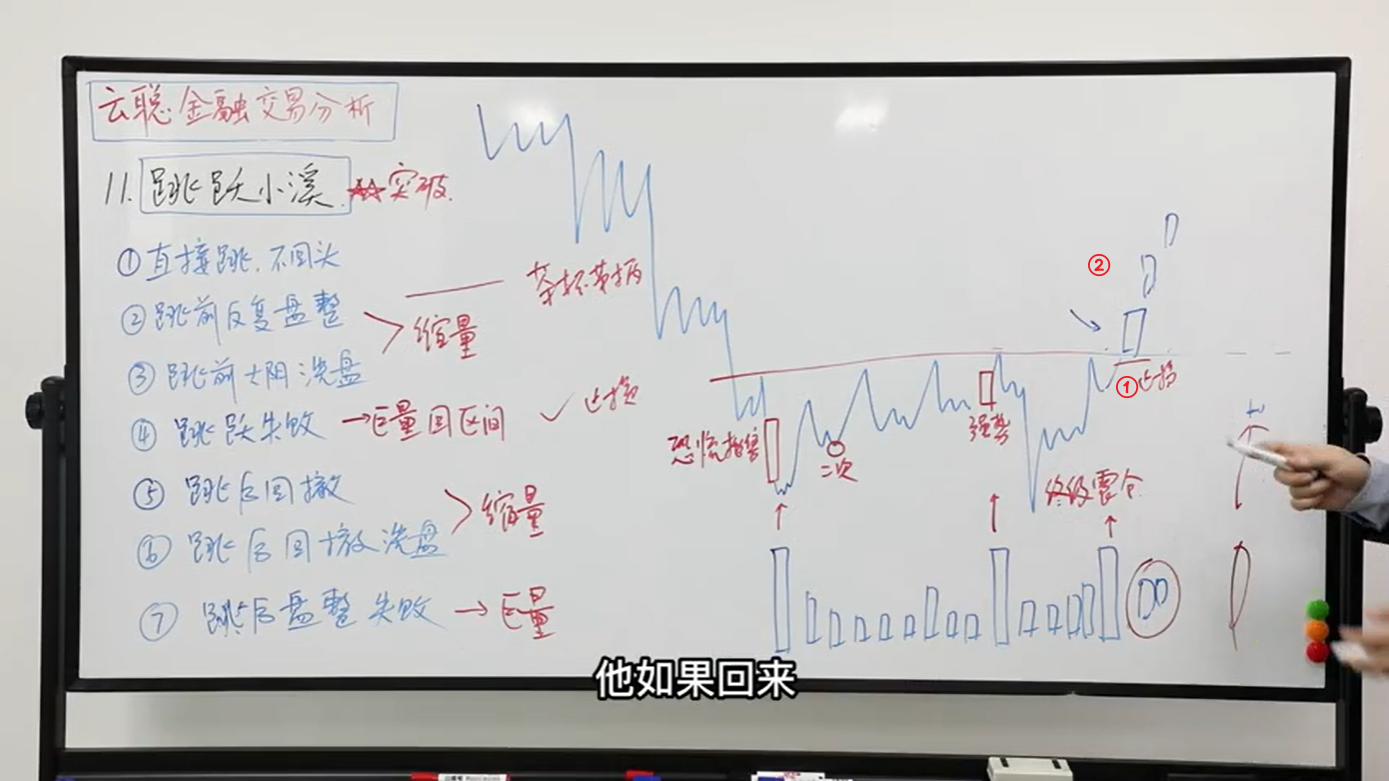 云聪金融交易分析
11.跳跃小溪 突破.
①直接跳.不回头
②跳前反复盘整
③跳前大阴洗盘
缩量
茶杯带柄
④跳跃失败→巨量回区间 ✓止损
⑤跳后回撤
⑥跳后回撤洗盘
缩量
⑦跳后盘整失败→巨量
恐慌抛售
二次
强势
终极震仓
②
①止损
他如果回来